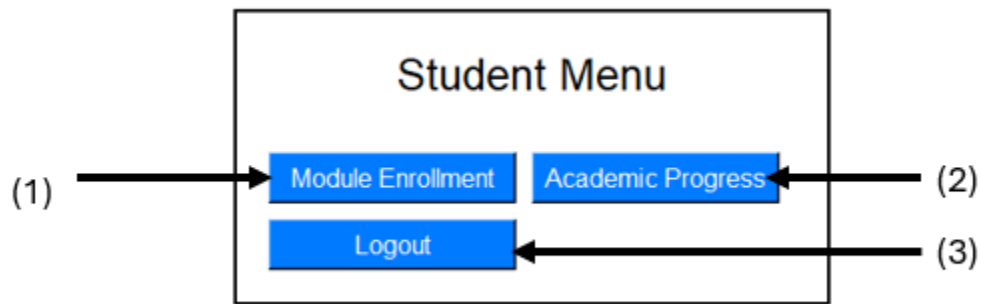 Student Menu
(1) Module Enrollment Academic Progress (2)
Logout (3)